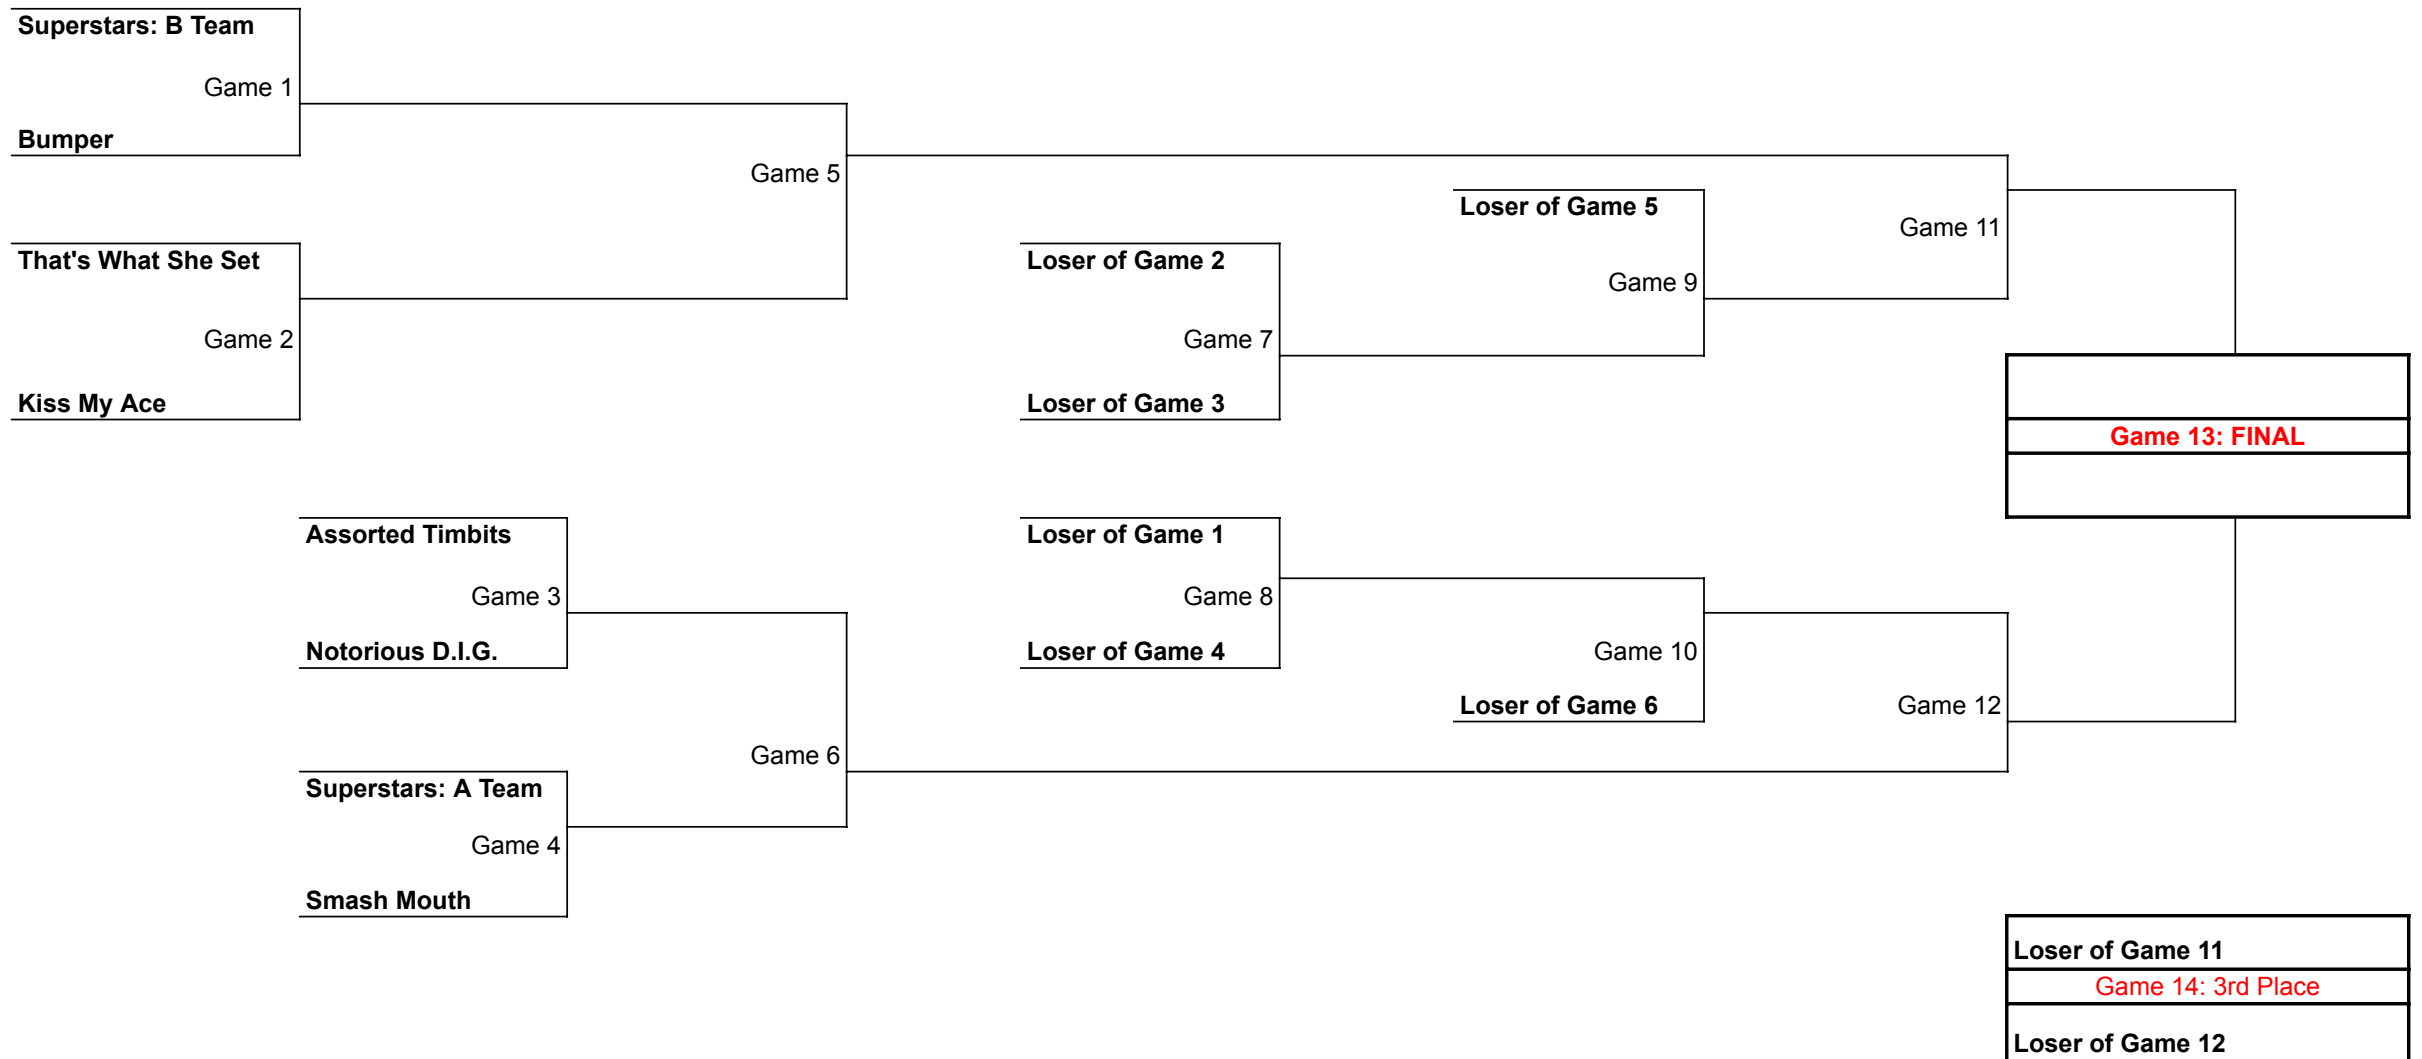 Superstars: B Team
Game 1
Bumper
Game 5
That's What She Set
Game 2
Kiss My Ace
Loser of Game 2
Game 7
Loser of Game 3
Loser of Game 5
Game 9
Game 11
Game 13: FINAL
Assorted Timbits
Game 3
Notorious D.I.G.
Game 6
Superstars: A Team
Game 4
Smash Mouth
Loser of Game 1
Game 8
Loser of Game 4
Game 10
Loser of Game 6
Game 12
Loser of Game 11
Game 14: 3rd Place
Loser of Game 12